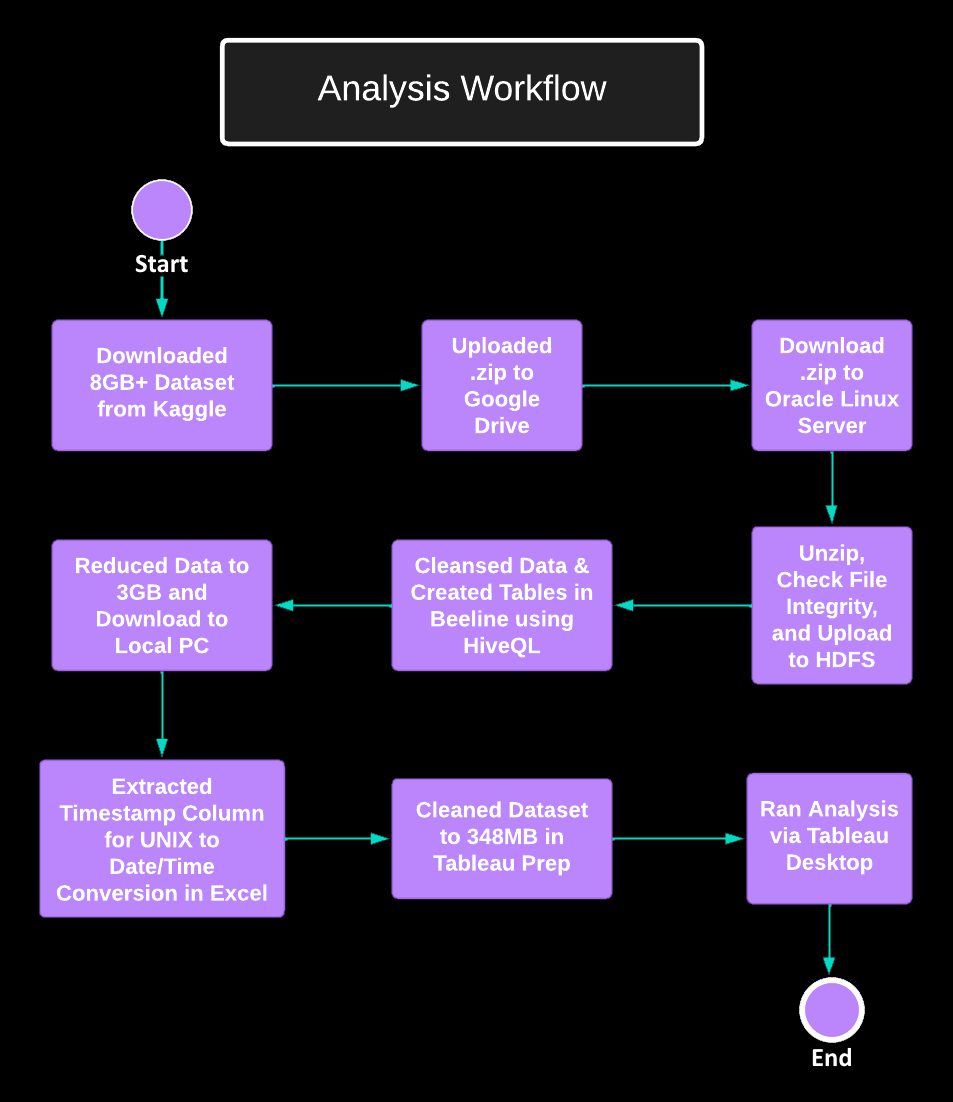 Analysis Workflow
Start
Downloaded
8GB+ Dataset
from Kaggle
Uploaded
.zip to
Google
Drive
Download
.zip to
Oracle Linux
Server
Unzip,
Check File
Integrity,
and Upload
to HDFS
Cleansed Data &
Created Tables in
Beeline using
HiveQL
Reduced Data to
3GB and
Download to
Local PC
Extracted
Timestamp Column
for UNIX to
Date/Time
Conversion in Excel
Cleaned Dataset
to 348MB in
Tableau Prep
Ran Analysis
via Tableau
Desktop
End